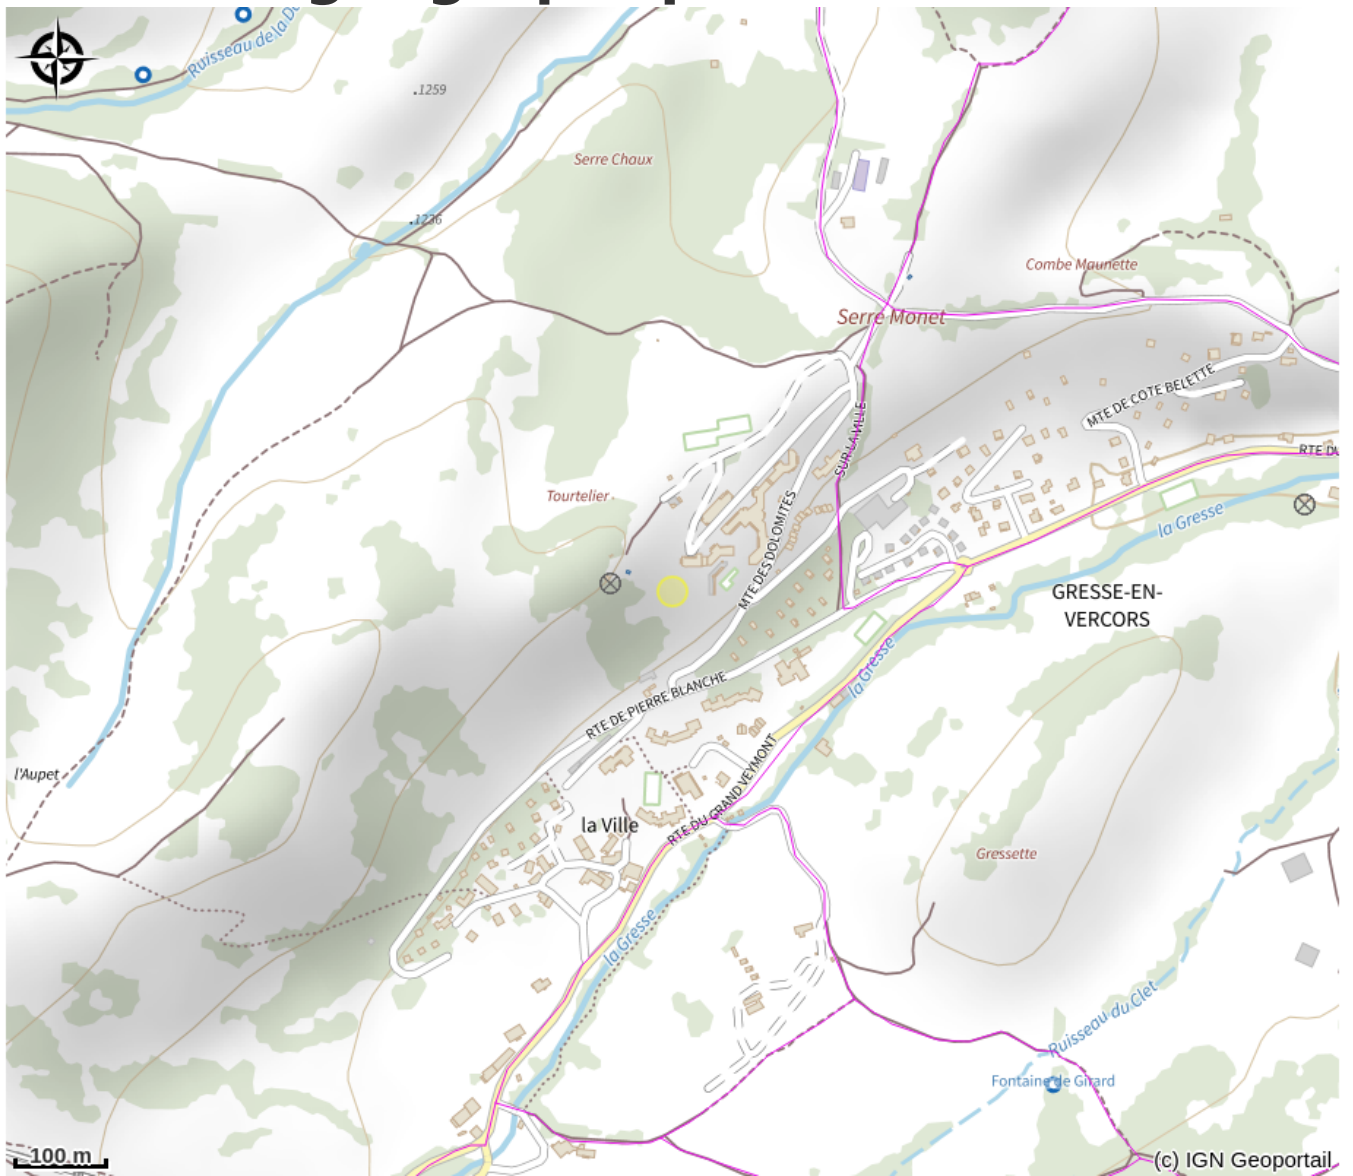 Ruisseau de la Do
.1259
Serre Chaux
.1236
Combe Maunette
Serre Monet
MTE DE COTE BELETTE
SUR LA VILLE
RTE DU
Tourtelier
MTE DES DOLOMITES
la Gresse
GRESSE-EN-
VERCORS
la Gresse
RTE DE PIERRE BLANCHE
l'Aupet
RTE DU GRAND VEYMONT
la Ville
Gressette
la Gresse
Ruisseau du Clet
Fontaine de Girard
100 m
(c) IGN Geoportail